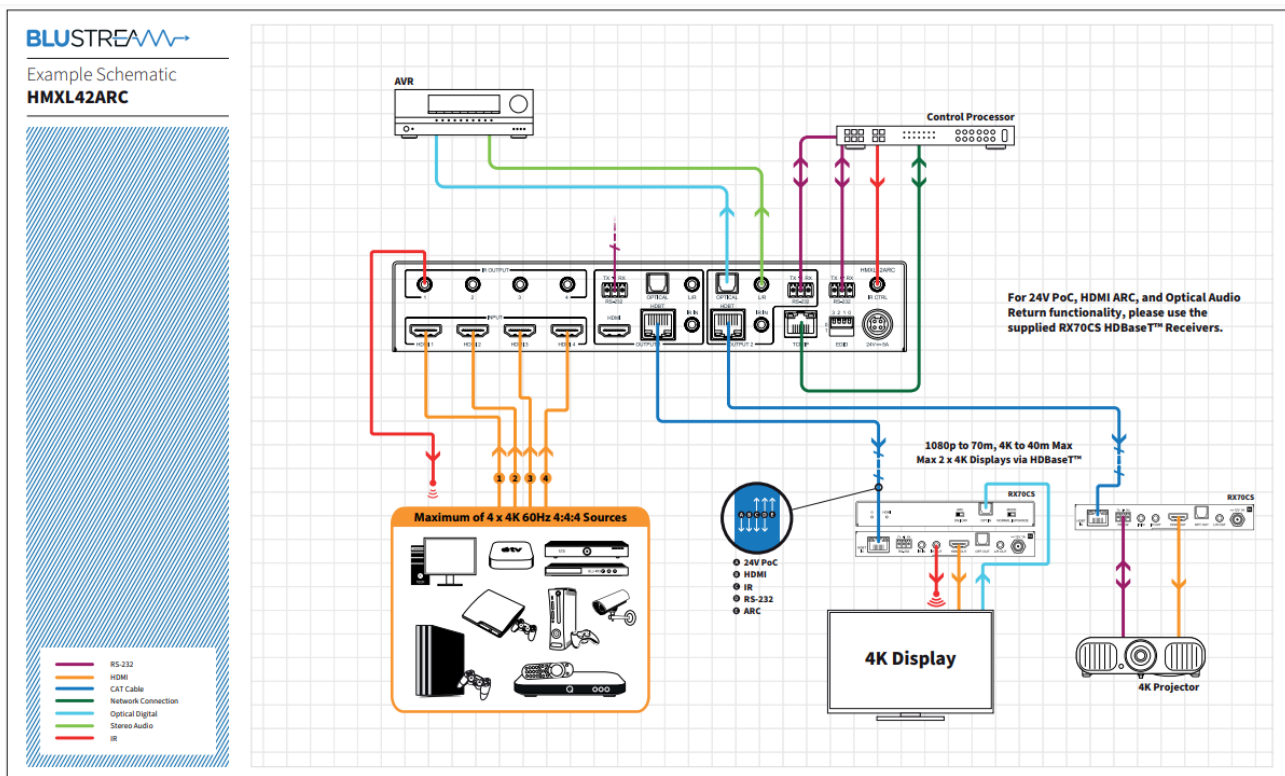 BLUSTREAM
Example Schematic
HMXL42ARC
AVR
Control Processor
IR OUTPUT
1
2
3
4
INPUT
HDMI 1
HDMI 2
HDMI 3
HDMI 4
TX RX
RS-232
OPTICAL
L/R
HDMI
HDBT
IR IN
OPTICAL
L/R
HDBT
IR IN
OUTPUT 2
TX RX
RS-232
TX RX
RS-232
HMXL42ARC
IR CTRL
TCP/IP
3 2 1 0
EDID
For 24V PoC, HDMI ARC, and Optical Audio
Return functionality, please use the
supplied RX70CS HDBaseT™ Receivers.
1080p to 70m, 4K to 40m Max
Max 2 x 4K Displays via HDBaseT™
1
2
3
4
Maximum of 4 x 4K 60Hz 4:4:4 Sources
dtv
Q
A B C D E
A 24V PoC
B HDMI
C IR
D RS-232
E ARC
RX70CS
RX70CS
4K Display
4K Projector
RS-232
HDMI
CAT Cable
Network Connection
Optical Digital
Stereo Audio
IR